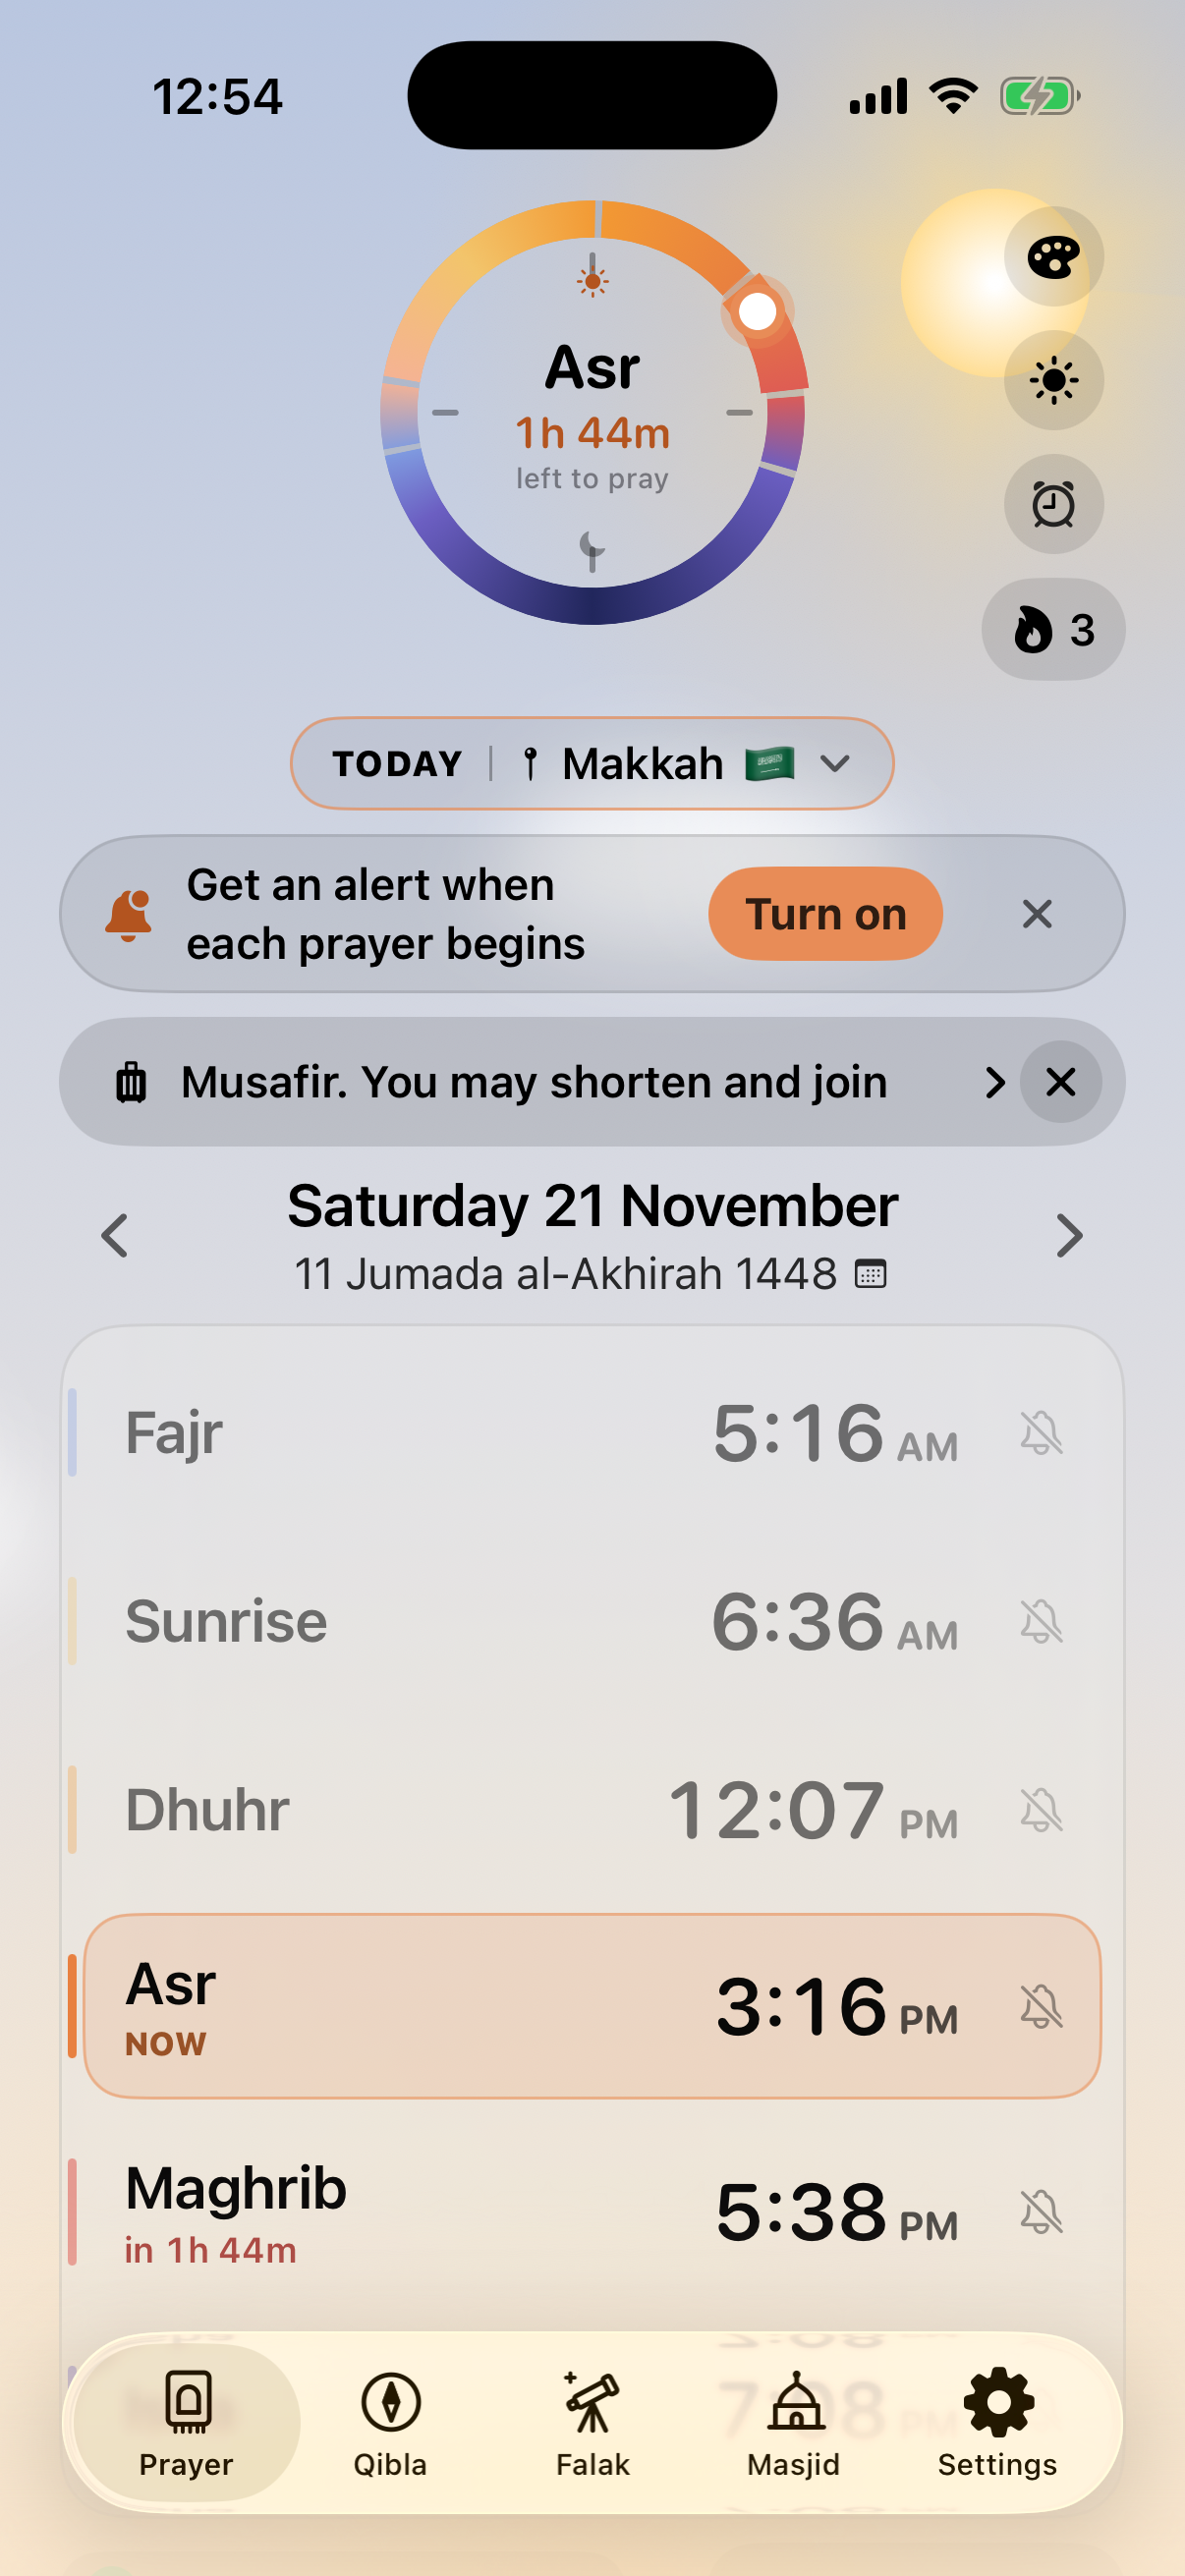 12:54
Asr
1h 44m
left to pray
3
TODAY | Makkah
Get an alert when
each prayer begins
Turn on
Musafir. You may shorten and join
Saturday 21 November
11 Jumada al-Akhirah 1448
Fajr 5:16 AM
Sunrise 6:36 AM
Dhuhr 12:07 PM
Asr 3:16 PM
NOW
Maghrib 5:38 PM
in 1h 44m
7:08 PM
Prayer Qibla Falak Masjid Settings